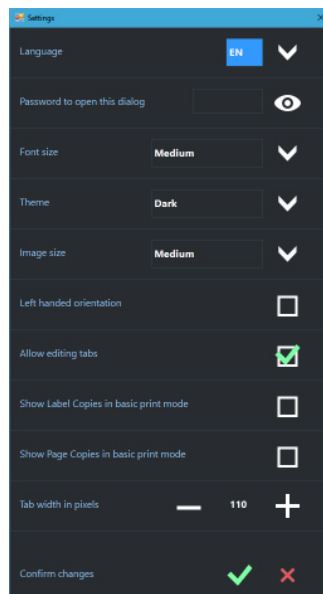 Settings
Language EN
Password to open this dialog
Font size Medium
Theme Dark
Image size Medium
Left handed orientation
Allow editing tabs
Show Label Copies in basic print mode
Show Page Copies in basic print mode
Tab width in pixels 110
Confirm changes